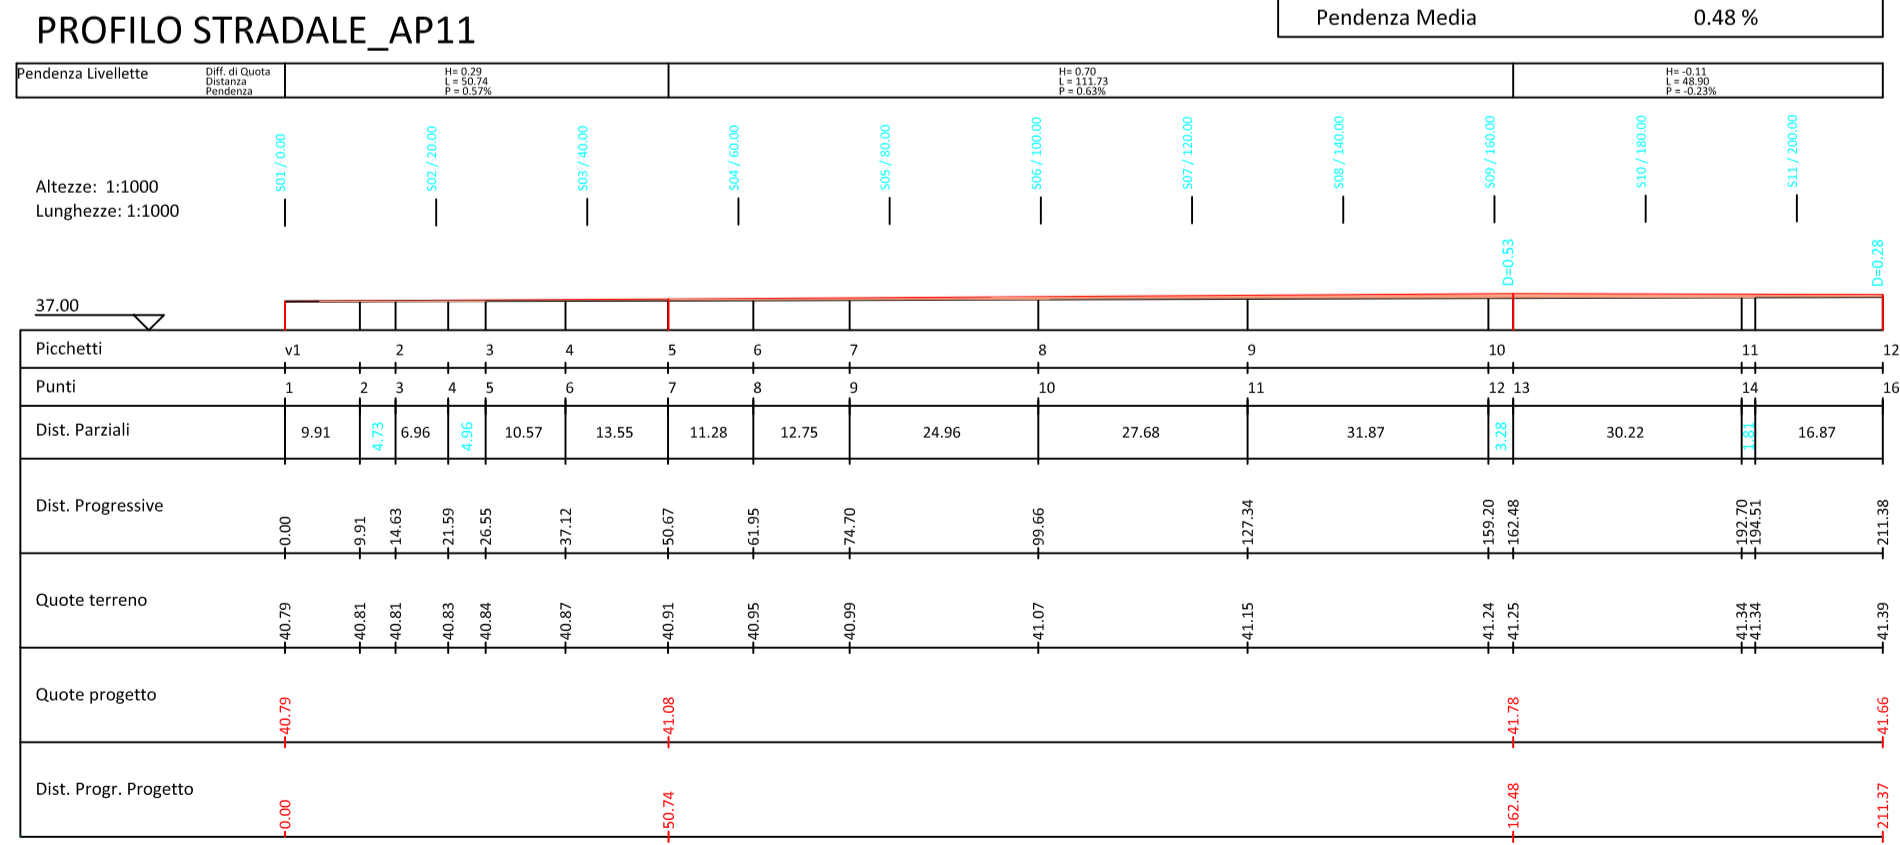 Pendenza Media 0.48 %
PROFILO STRADALE_AP11
Pendenza Livellette
Diff. di Quota
Distanza
Pendenza
H= 0.29
L = 50.74
P = 0.57%
H= 0.70
L = 111.73
P = 0.63%
H= -0.11
L = 48.90
P = -0.23%
S01 / 0.00
S02 / 20.00
S03 / 40.00
S04 / 60.00
S05 / 80.00
S06 / 100.00
S07 / 120.00
S08 / 140.00
S09 / 160.00
S10 / 180.00
S11 / 200.00
Altezze: 1:1000
Lunghezze: 1:1000
D=0.53
D=0.28
37.00
Picchetti v1 2 3 4 5 6 7 8 9 10 11 12
Punti 1 2 3 4 5 6 7 8 9 10 11 12 13 14 16
Dist. Parziali 9.91 4.73 6.96 4.96 10.57 13.55 11.28 12.75 24.96 27.68 31.87 3.28 30.22 1.81 16.87
Dist. Progressive 0.00 9.91 14.63 21.59 26.55 37.12 50.67 61.95 74.70 99.66 127.34 159.20 162.48 192.70 194.51 211.38
Quote terreno 40.79 40.81 40.81 40.83 40.84 40.87 40.91 40.95 40.99 41.07 41.15 41.24 41.25 41.34 41.34 41.39
Quote progetto 40.79 41.08 41.78 41.66
Dist. Progr. Progetto 0.00 50.74 162.48 211.37